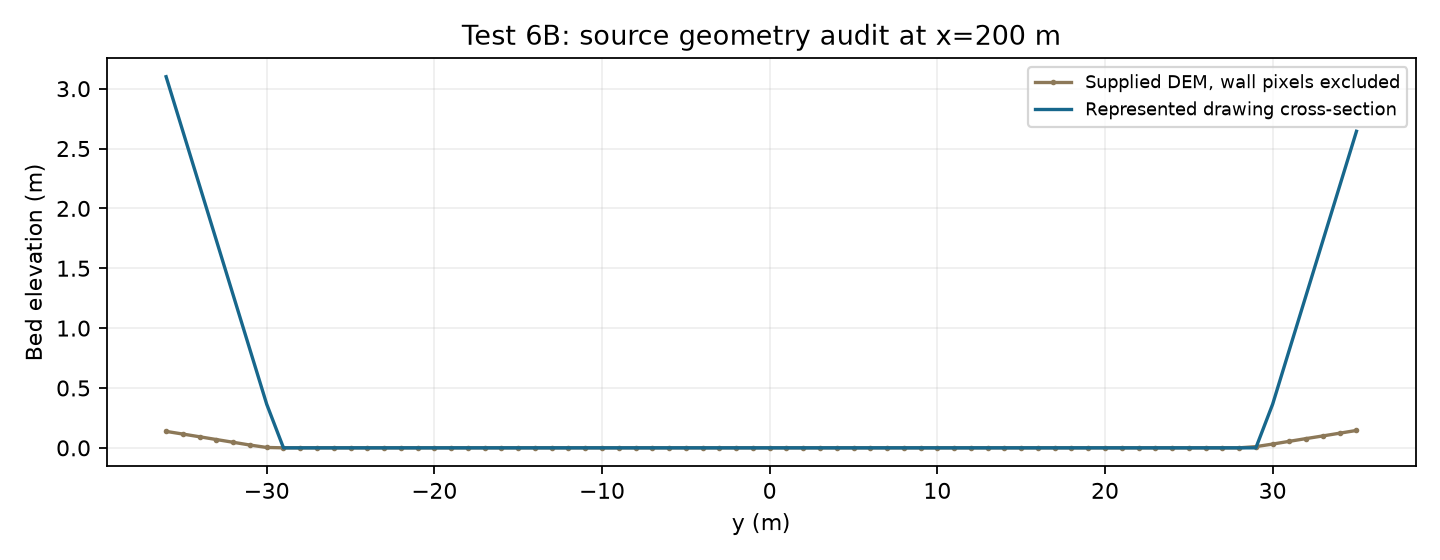 Test 6B: source geometry audit at x=200 m
Supplied DEM, wall pixels excluded
Represented drawing cross-section
Bed elevation (m)
3.0
2.5
2.0
1.5
1.0
0.5
0.0
−30
−20
−10
0
10
20
30
y (m)